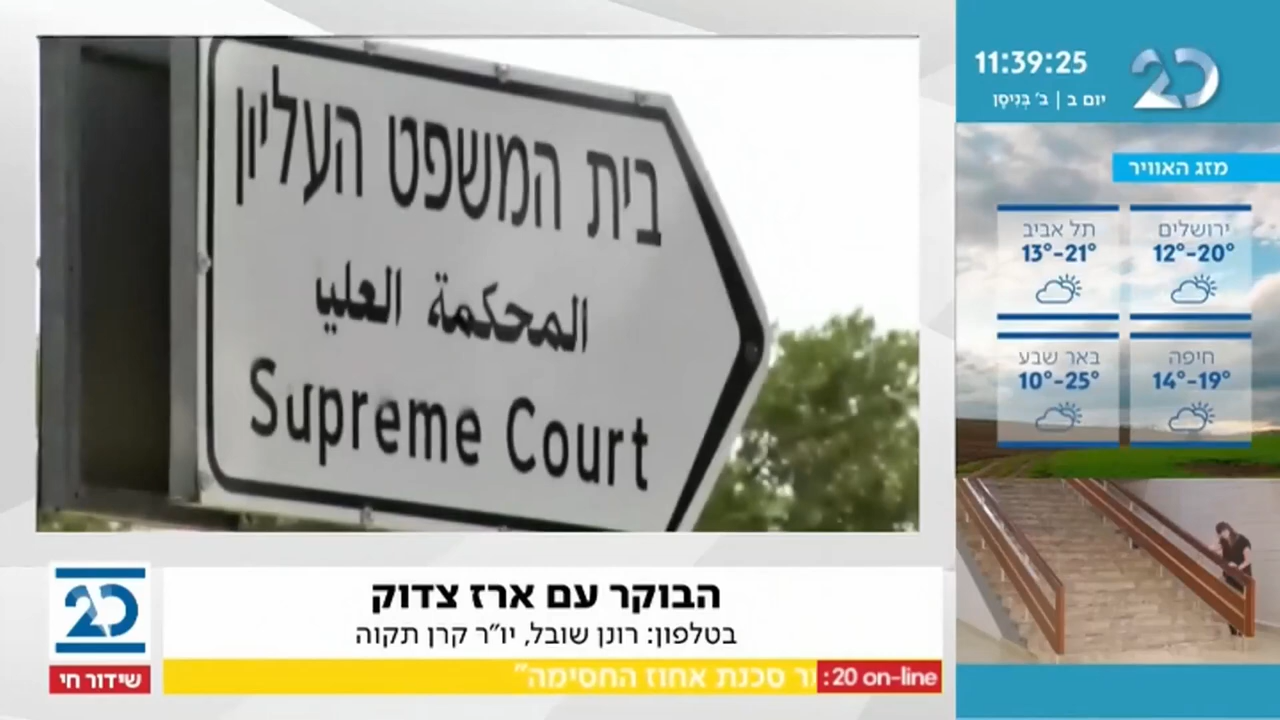 בית המשפט העליון
המحكمة العليا
Supreme Court
11:39:25
20
יום ב | ב׳ בְּנִיסָן
מזג האוויר
ירושלים
12°-20°
תל אביב
13°-21°
חיפה
14°-19°
באר שבע
10°-25°
20
הבוקר עם ארז צדוק
בטלפון: רונן שובל, יו״ר קרן תקוה
שידור חי
20 on-line:
סכנת אחוז החסימה"